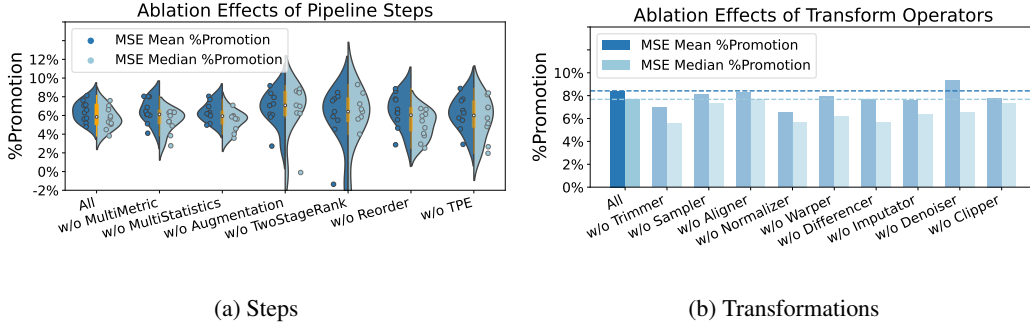 Ablation Effects of Pipeline Steps
MSE Mean %Promotion
MSE Median %Promotion
%Promotion
16%
12%
10%
8%
6%
4%
2%
0%
-2%
All
w/o MultiMetric
w/o MultiStatistics
w/o Augmentation
w/o TwoStageRank
w/o Reorder
w/o TPE
(a) Steps
Ablation Effects of Transform Operators
MSE Mean %Promotion
MSE Median %Promotion
%Promotion
10%
8%
6%
4%
2%
0%
All
w/o Trimmer
w/o Sampler
w/o Aligner
w/o Normalizer
w/o Warper
w/o Differencer
w/o Imputator
w/o Denoiser
w/o Clipper
(b) Transformations